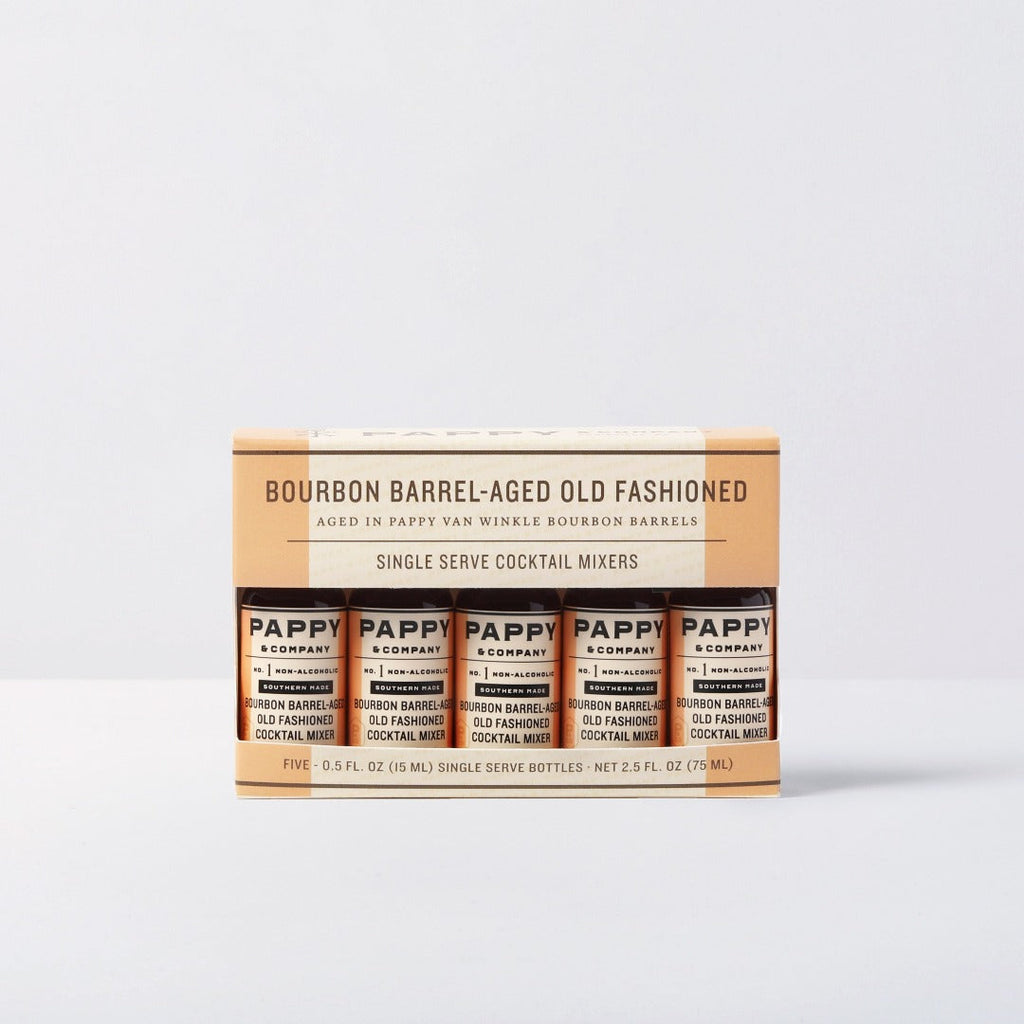 PAPPY
BOURBON BARREL-AGED OLD FASHIONED
AGED IN PAPPY VAN WINKLE BOURBON BARRELS
SINGLE SERVE COCKTAIL MIXERS
PAPPY
& COMPANY
NO. 1 NON-ALCOHOLIC
SOUTHERN MADE
BOURBON BARREL-AGED
OLD FASHIONED
COCKTAIL MIXER
PAPPY
& COMPANY
NO. 1 NON-ALCOHOLIC
SOUTHERN MADE
BOURBON BARREL-AGED
OLD FASHIONED
COCKTAIL MIXER
PAPPY
& COMPANY
NO. 1 NON-ALCOHOLIC
SOUTHERN MADE
BOURBON BARREL-AGED
OLD FASHIONED
COCKTAIL MIXER
PAPPY
& COMPANY
NO. 1 NON-ALCOHOLIC
SOUTHERN MADE
BOURBON BARREL-AGED
OLD FASHIONED
COCKTAIL MIXER
PAPPY
& COMPANY
NO. 1 NON-ALCOHOLIC
SOUTHERN MADE
BOURBON BARREL-AGED
OLD FASHIONED
COCKTAIL MIXER
FIVE - 0.5 FL. OZ (15 ML) SINGLE SERVE BOTTLES · NET 2.5 FL. OZ (75 ML)